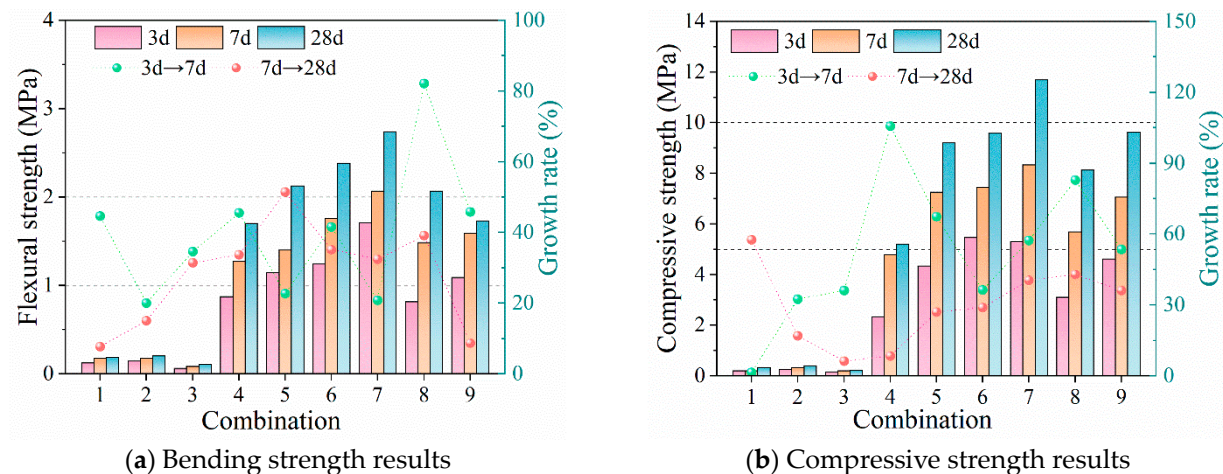 3d 7d 28d
3d→7d 7d→28d
Flexural strength (MPa)
0 1 2 3 4
Growth rate (%)
0 20 40 60 80 100
1 2 3 4 5 6 7 8 9
Combination
(a) Bending strength results
3d 7d 28d
3d→7d 7d→28d
Compressive strength (MPa)
0 2 4 6 8 10 12 14
Growth rate (%)
0 30 60 90 120 150
1 2 3 4 5 6 7 8 9
Combination
(b) Compressive strength results